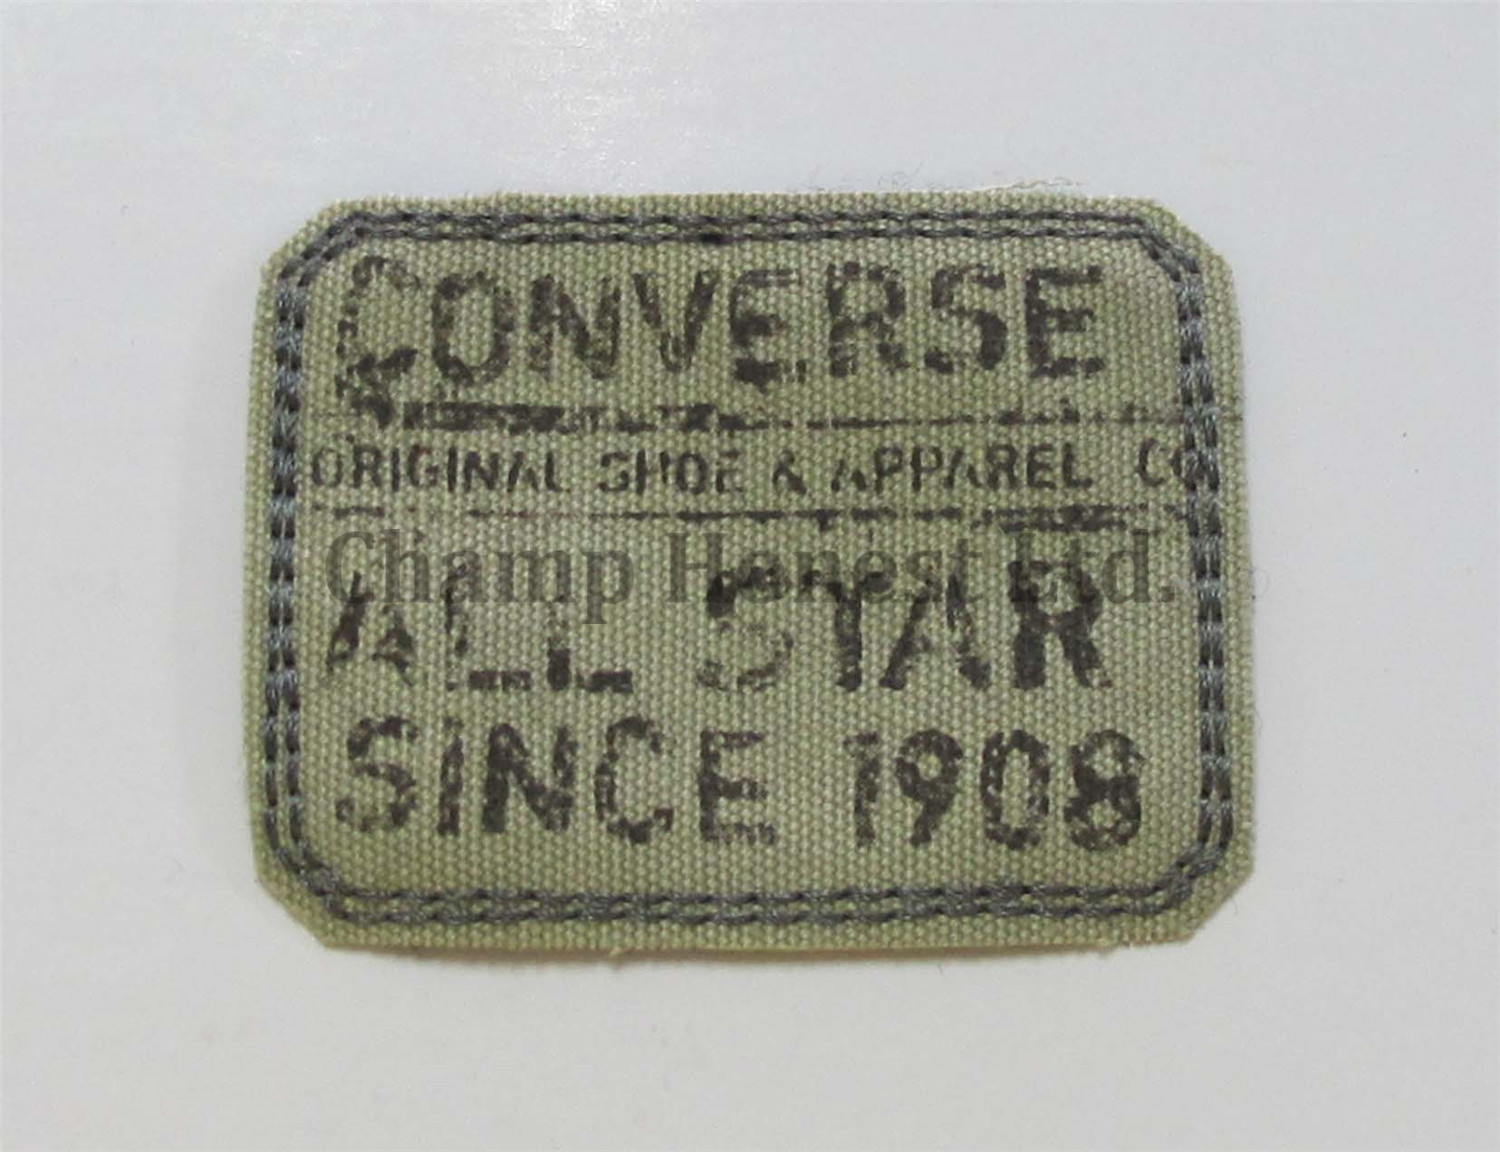 CONVERSE
ORIGINAL SHOE & APPAREL CO
Champ Honest Ltd.
ALL STAR
SINCE 1908